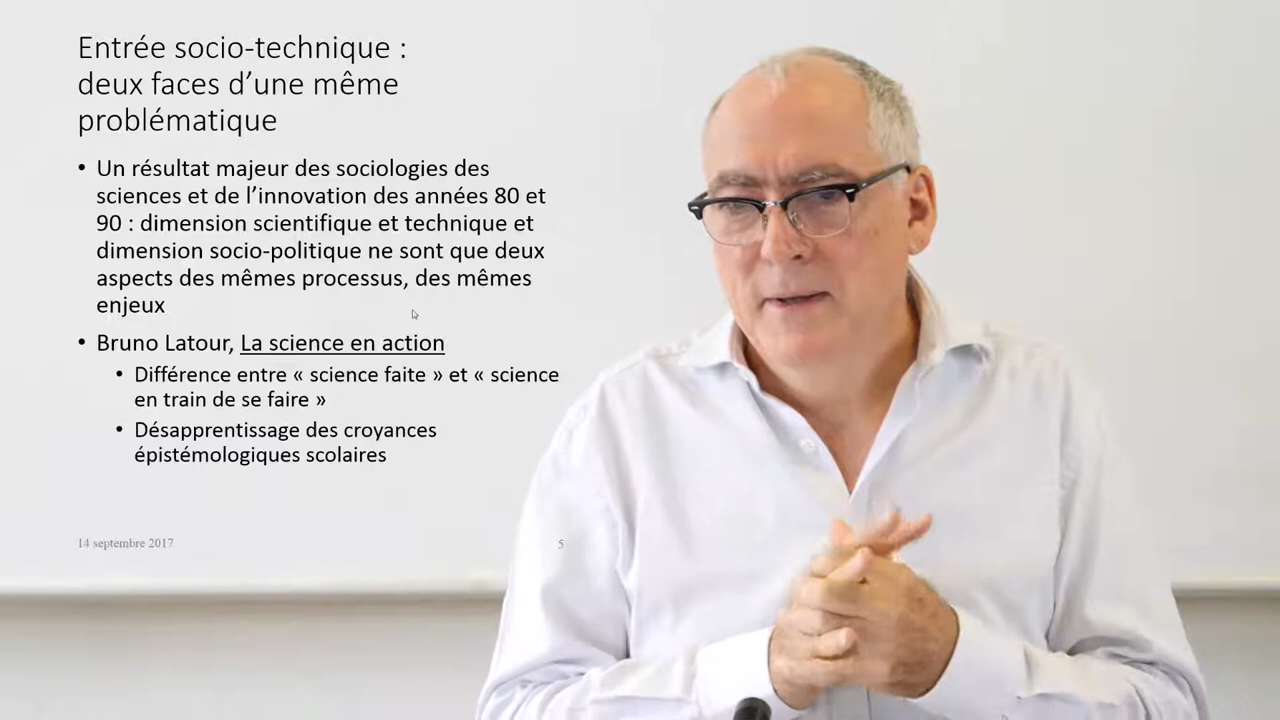 Entrée socio-technique :
deux faces d’une même
problématique
• Un résultat majeur des sociologies des
sciences et de l’innovation des années 80 et
90 : dimension scientifique et technique et
dimension socio-politique ne sont que deux
aspects des mêmes processus, des mêmes
enjeux
• Bruno Latour, La science en action
• Différence entre « science faite » et « science
en train de se faire »
• Désapprentissage des croyances
épistémologiques scolaires
14 septembre 2017
5